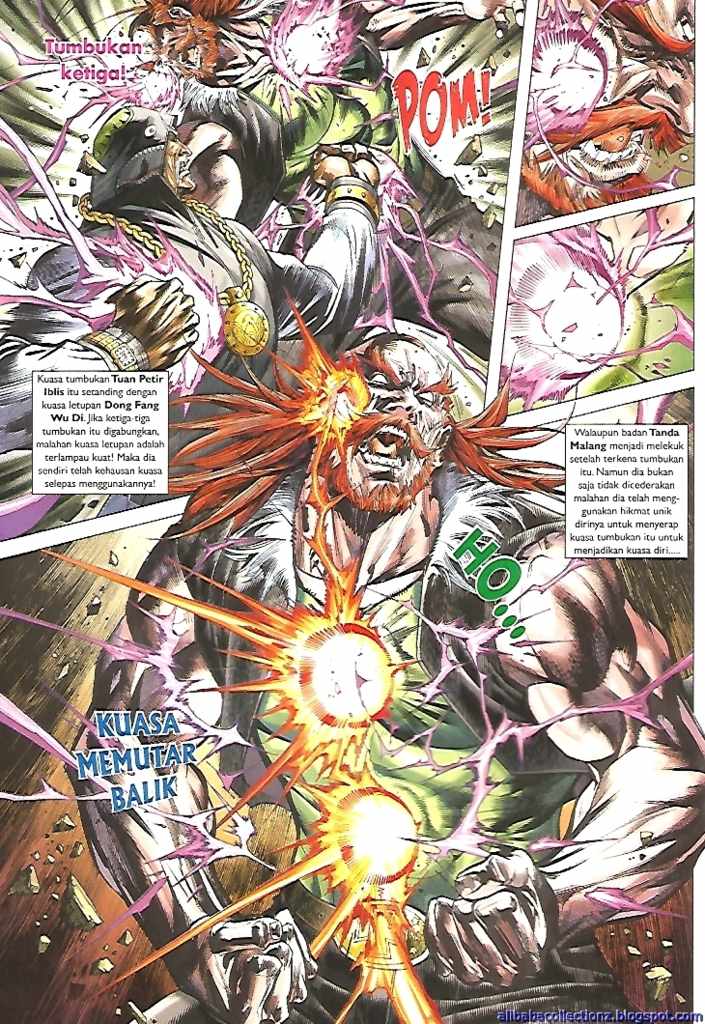 Tumbukan
ketiga!
POM!
Kuasa tumbukan Tuan Petir
Iblis itu setanding dengan
kuasa letupan Dong Fang
Wu Di. Jika ketiga-tiga
tumbukan itu digabungkan,
malahan kuasa letupan adalah
terlampau kuat! Maka dia
sendiri telah kehausan kuasa
selepas menggunakannya!
Walaupun badan Tanda
Malang menjadi melekuk
setelah terkena tumbukan
itu. Namun dia bukan
saja tidak dicederakan
malahan dia telah meng-
gunakan hikmat unik
dirinya untuk menyerap
kuasa tumbukan itu untuk
menjadikan kuasa diri.....
HO...
KUASA
MEMUTAR
BALIK
alibabacollectionz.blogspot.com